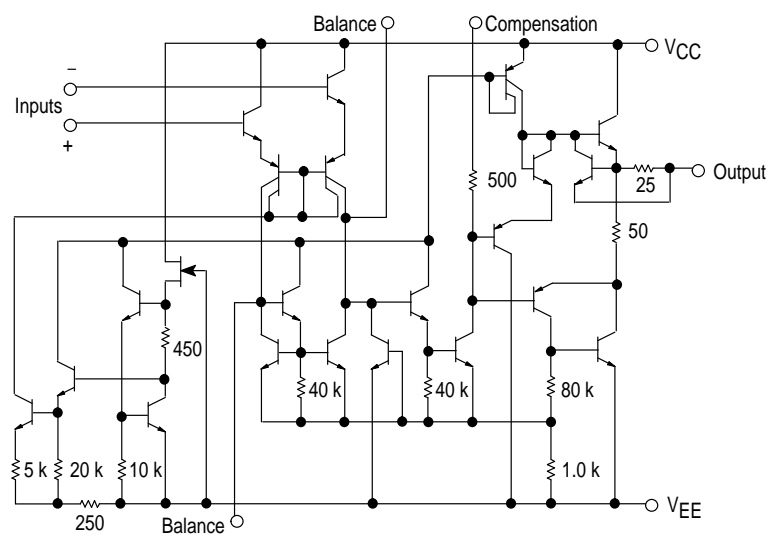 Balance
Compensation
VCC
−
Inputs
+
500
25
Output
50
450
40 k
40 k
80 k
5 k
20 k
10 k
1.0 k
250
Balance
VEE